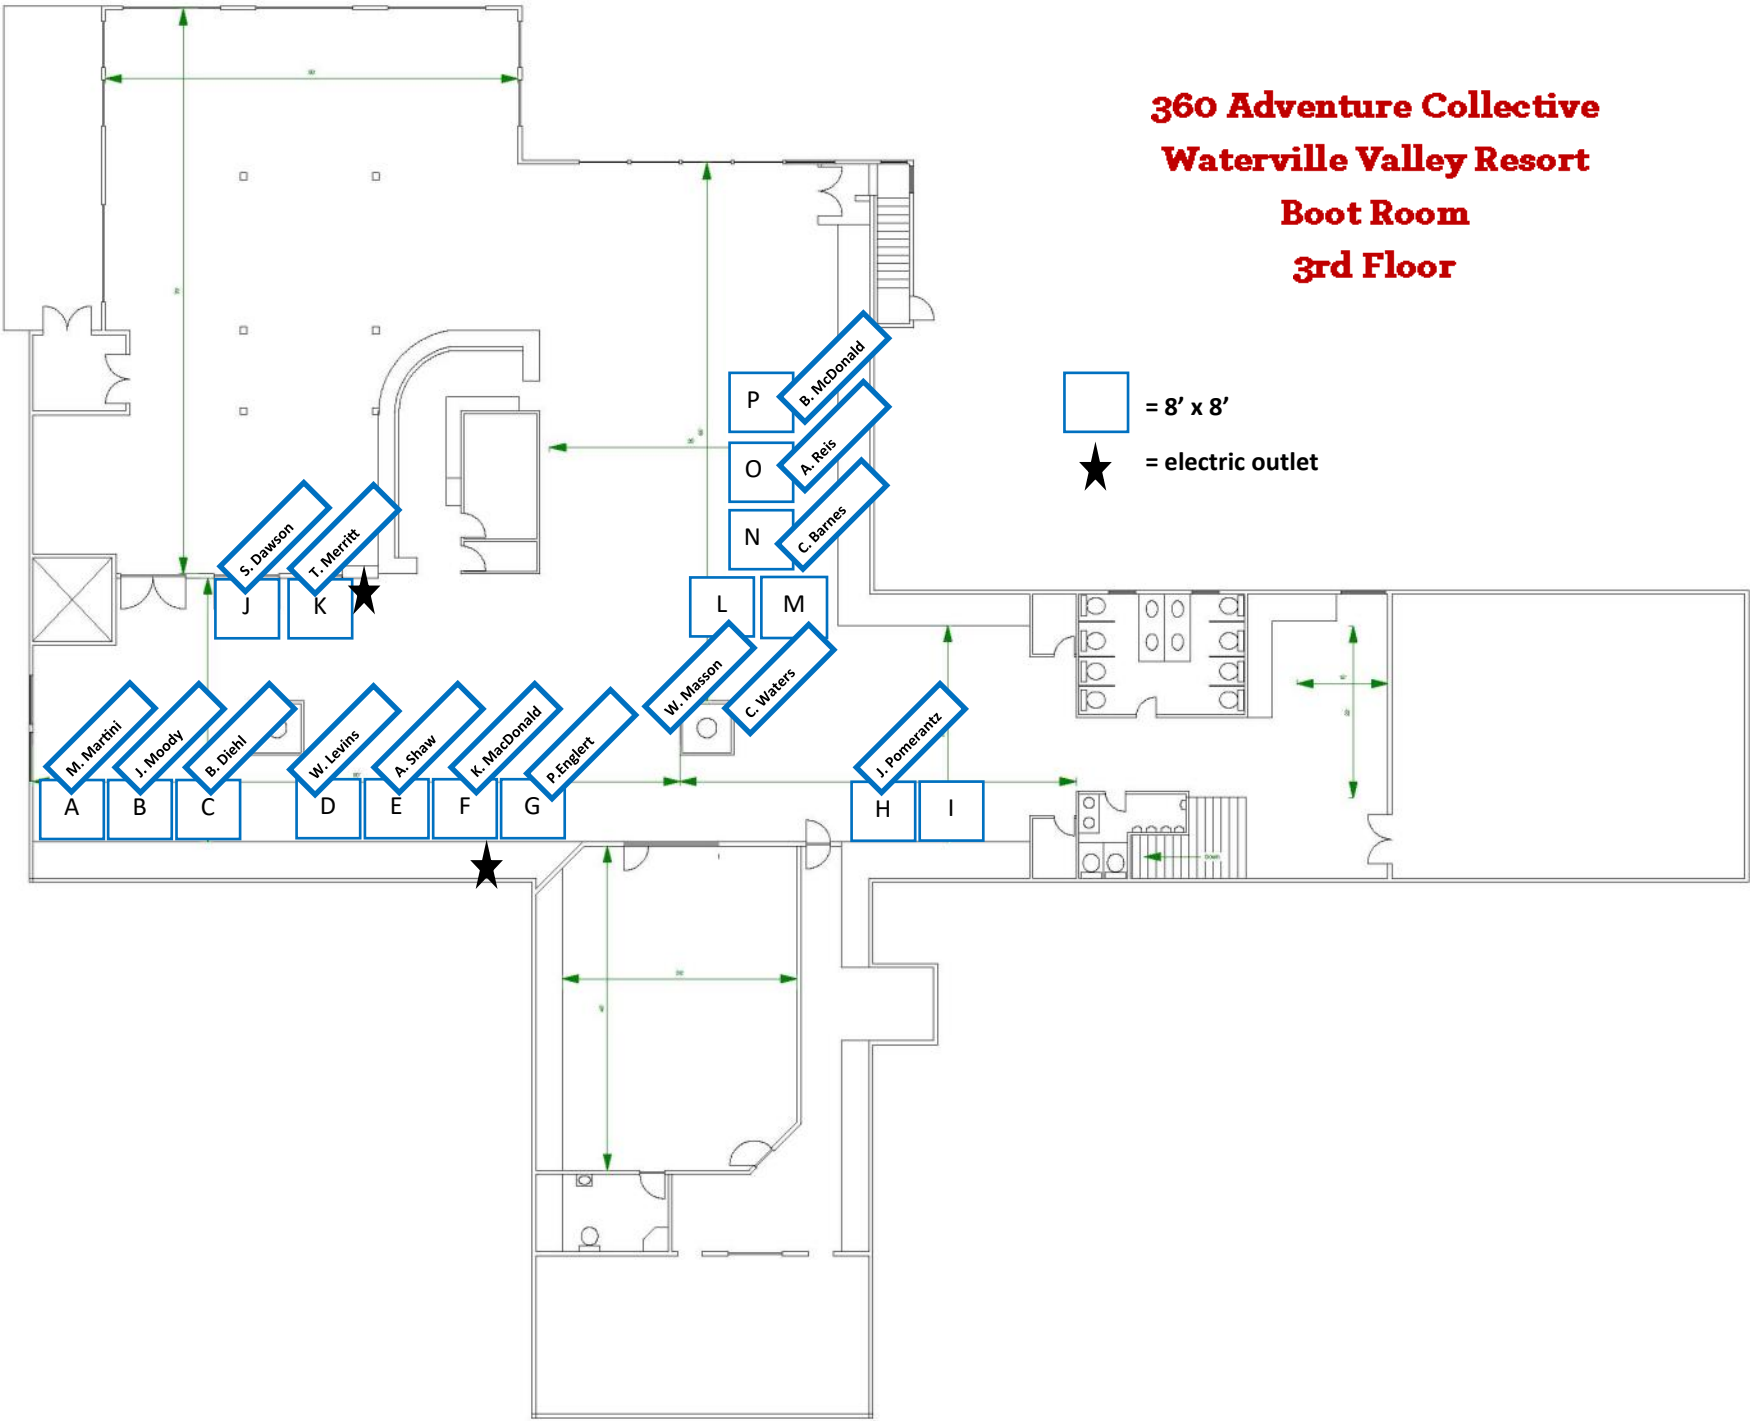 360 Adventure Collective
Waterville Valley Resort
Boot Room
3rd Floor
= 8’ x 8’
= electric outlet
B. McDonald
P
A. Reis
O
C. Barnes
N
S. Dawson
T. Merritt
J
K
L
M
W. Masson
C. Waters
M. Martini
J. Moody
B. Diehl
W. Levins
A. Shaw
K. MacDonald
P.Englert
J. Pomerantz
A
B
C
D
E
F
G
H
I